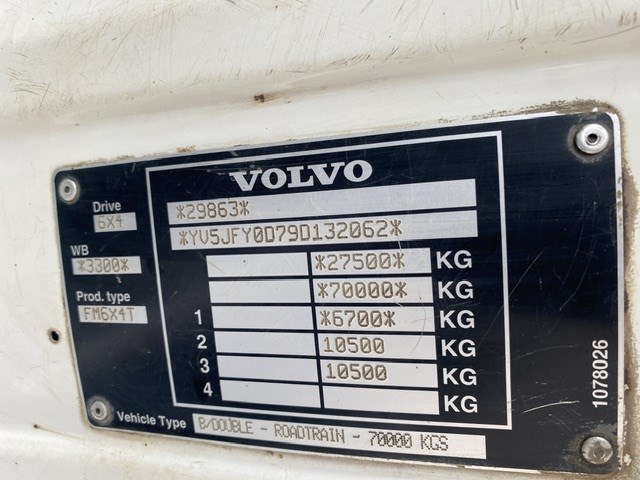 VOLVO
Drive
6X4
*29863*
*YV5JFY0D79D132062*
WB
*3300*
*27500* KG
*70000* KG
Prod. type
FM6X4T
1 *6700* KG
2 10500 KG
3 10500 KG
4 KG
Vehicle Type B/DOUBLE - ROADTRAIN - 70000 KGS
1078026